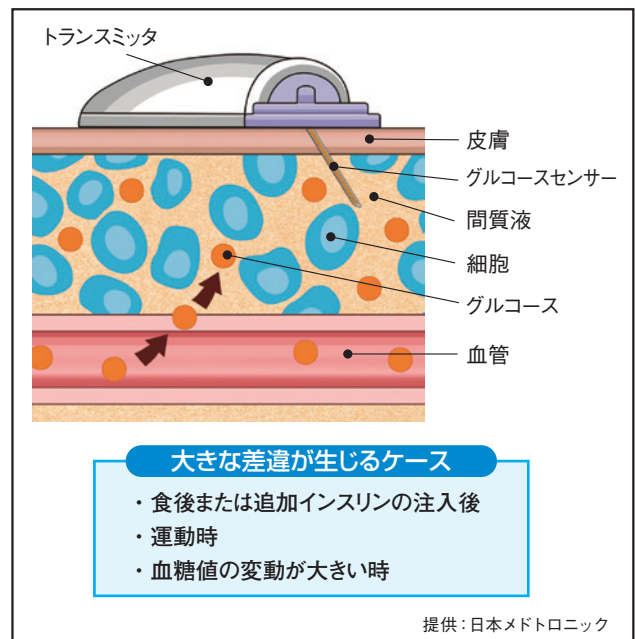 トランスミッタ
皮膚
グルコースセンサー
間質液
細胞
グルコース
血管
大きな差違が生じるケース
・食後または追加インスリンの注入後
・運動時
・血糖値の変動が大きい時
提供：日本メドトロニック